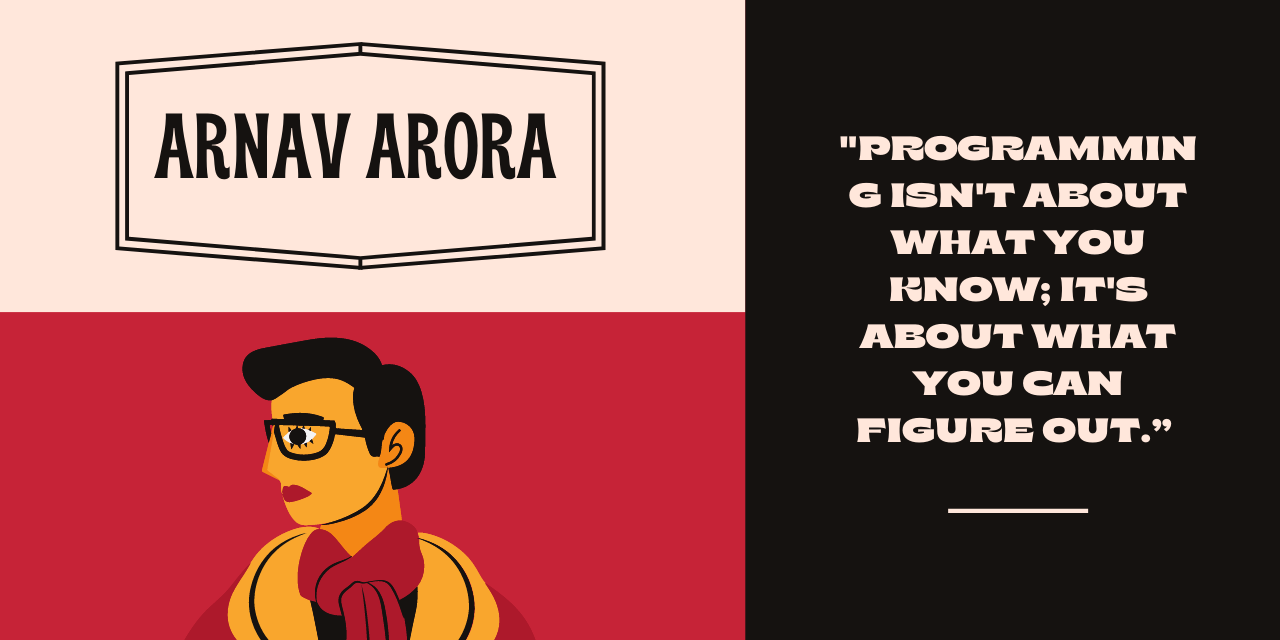 ARNAV ARORA
"PROGRAMMIN
G ISN'T ABOUT
WHAT YOU
KNOW; IT'S
ABOUT WHAT
YOU CAN
FIGURE OUT.”